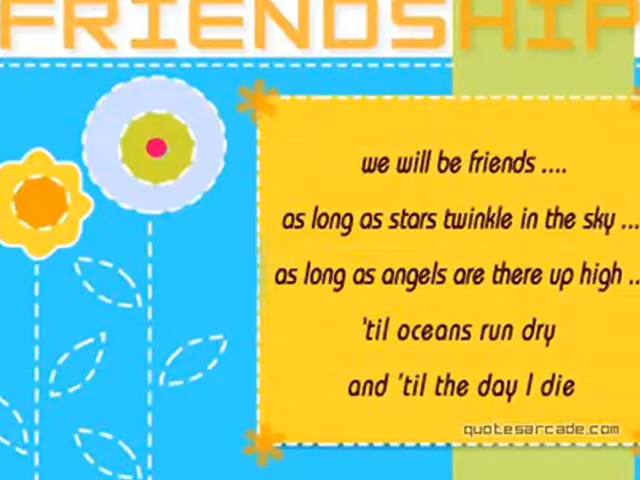 FRIENDSHIP
we will be friends ....
as long as stars twinkle in the sky ...
as long as angels are there up high ..
'til oceans run dry
and 'til the day I die
quotesarcade.com